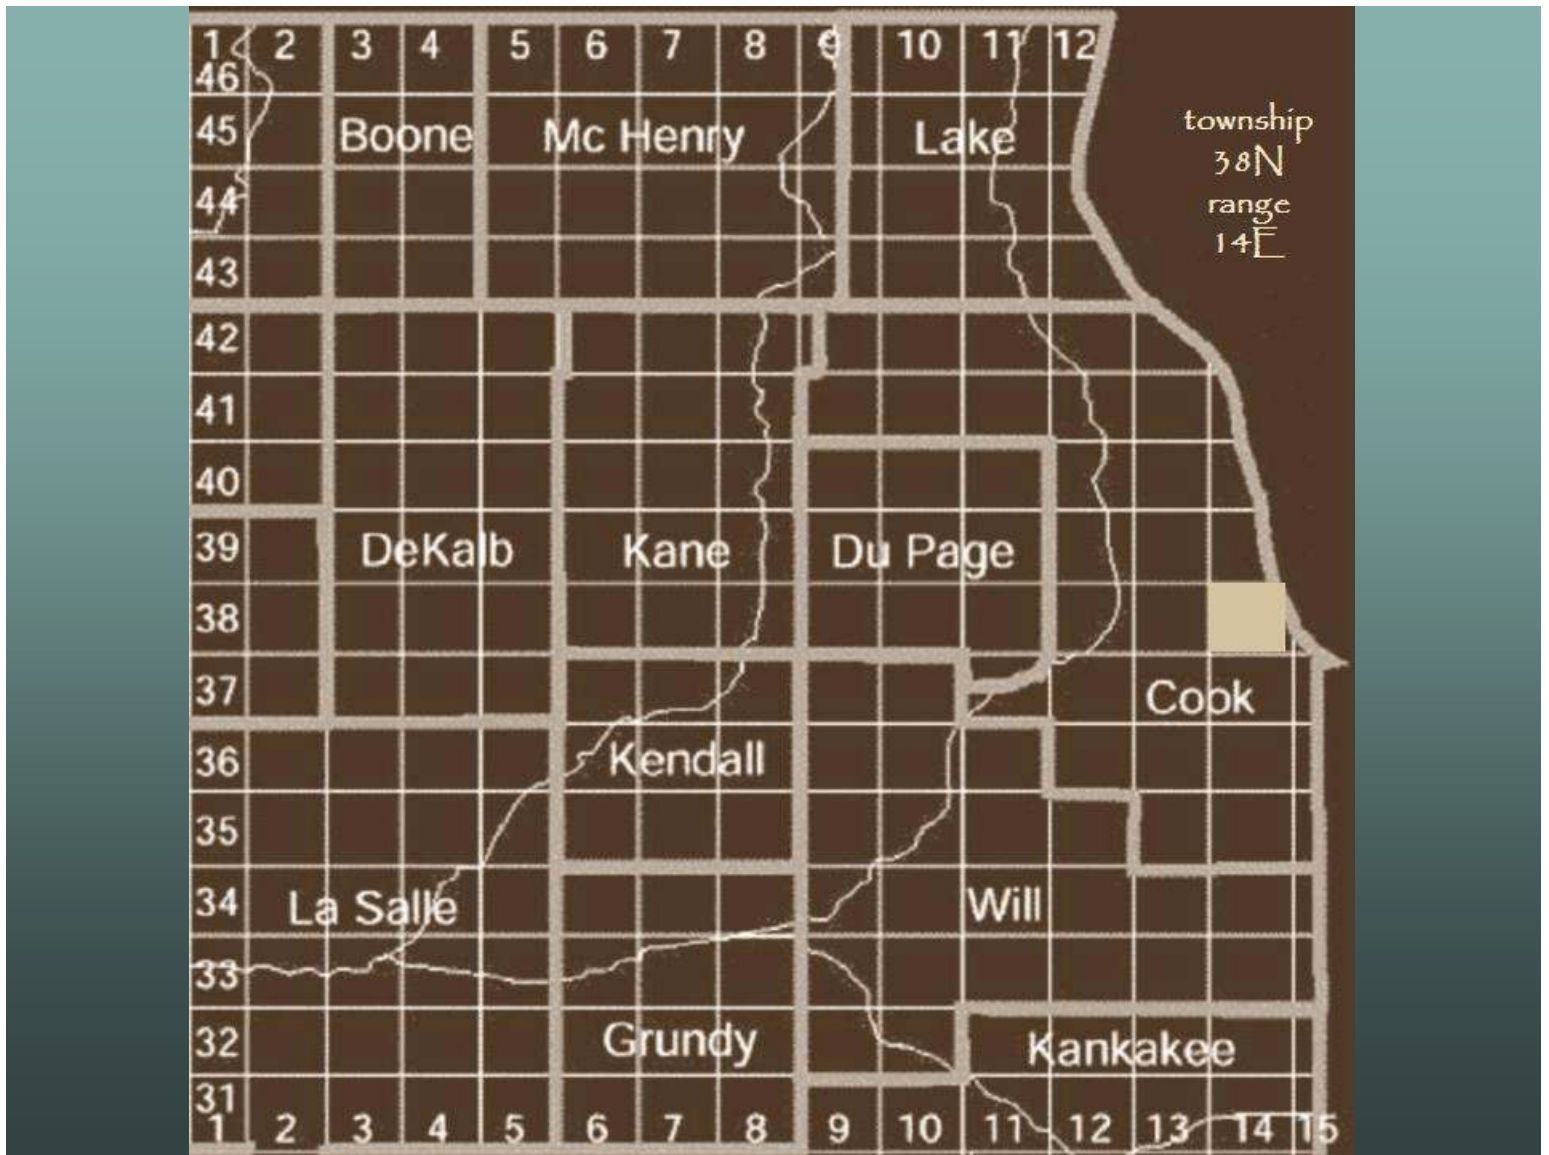 1 2 3 4 5 6 7 8 9 10 11 12
46
45 Boone Mc Henry Lake
township
38N
range
14E
44
43
42
41
40
39 DeKalb Kane Du Page
38
37 Cook
36 Kendall
35
34 La Salle Will
33
32 Grundy Kankakee
31
1 2 3 4 5 6 7 8 9 10 11 12 13 14 15